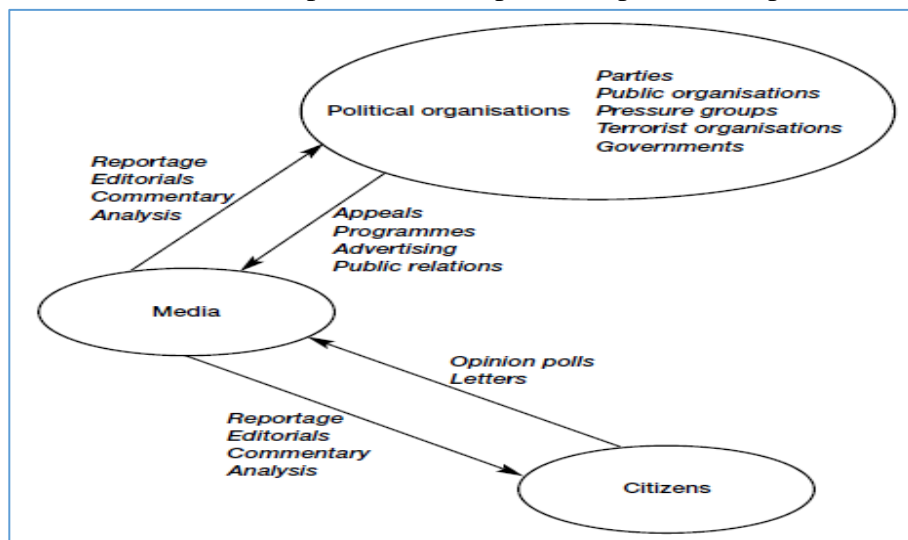 Political organisations
Parties
Public organisations
Pressure groups
Terrorist organisations
Governments
Reportage
Editorials
Commentary
Analysis
Appeals
Programmes
Advertising
Public relations
Media
Opinion polls
Letters
Reportage
Editorials
Commentary
Analysis
Citizens